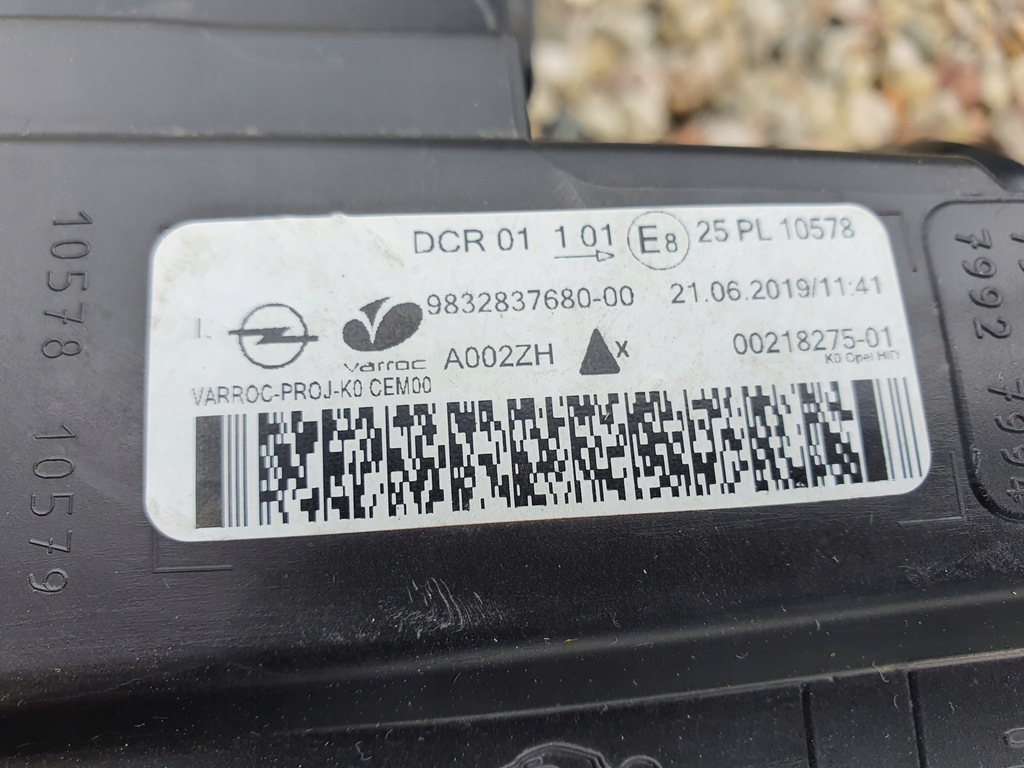 DCR 01 1 01 E8 25 PL 10578
9832837680-00 21.06.2019/11:41
L
varroc A002ZH X 00218275-01
K0 Opel HID
VARROC-PROJ-K0 CEM00
10578 10579
7992 7994